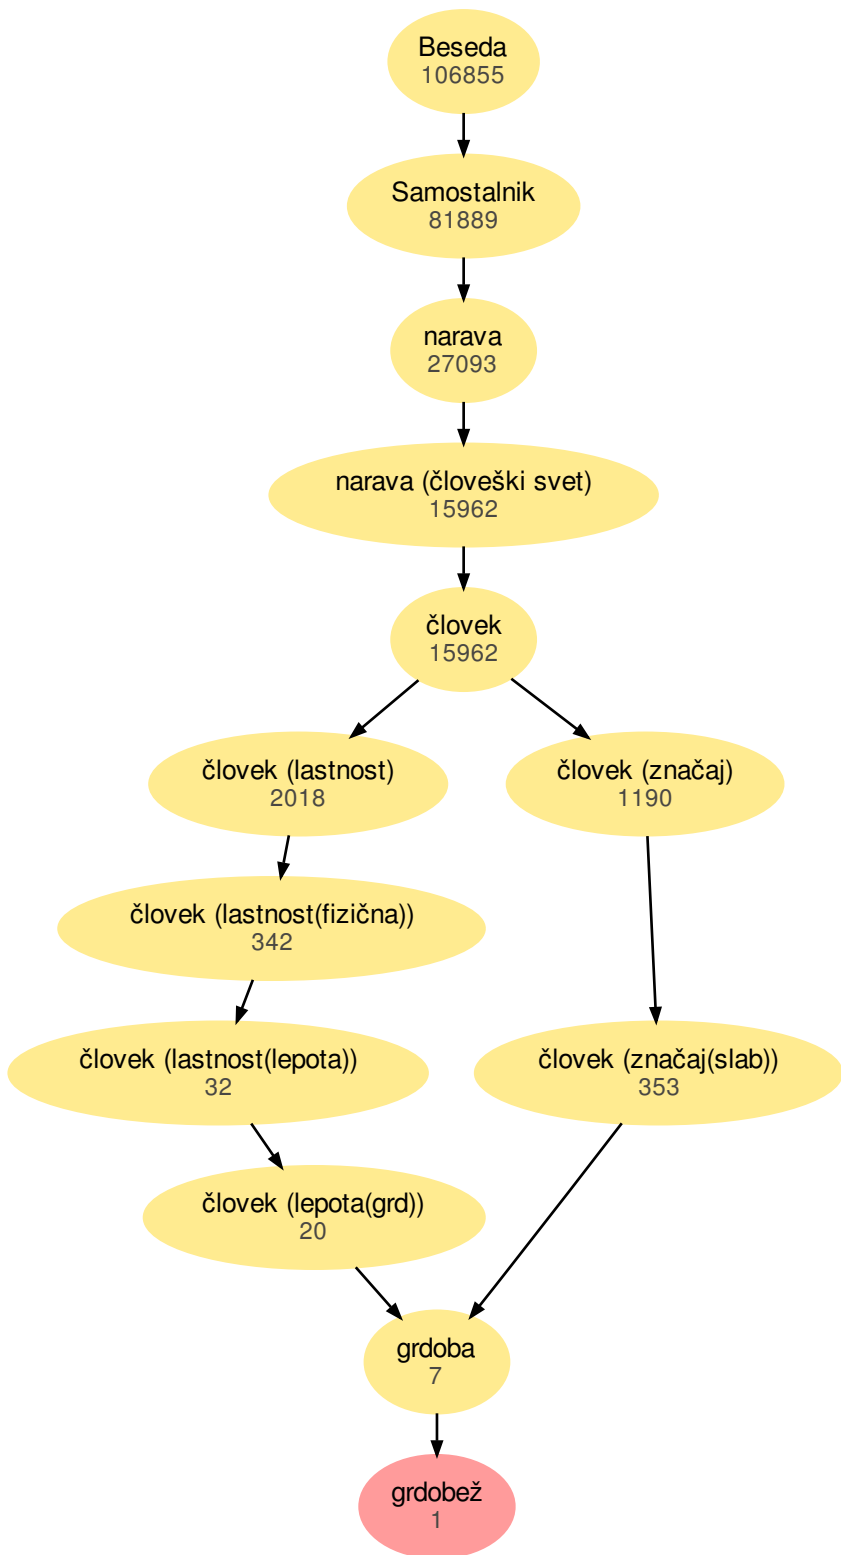 Beseda
106855
Samostalnik
81889
narava
27093
narava (človeški svet)
15962
človek
15962
človek (lastnost)
2018
človek (značaj)
1190
človek (lastnost(fizična))
342
človek (lastnost(lepota))
32
človek (značaj(slab))
353
človek (lepota(grd))
20
grdoba
7
grdobež
1